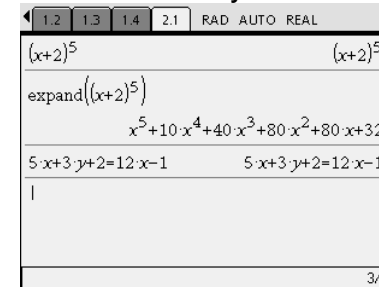 1.2 1.3 1.4 2.1 RAD AUTO REAL
(x+2)^5 (x+2)^5
expand((x+2)^5)
x^5+10·x^4+40·x^3+80·x^2+80·x+32
5·x+3·y+2=12·x−1 5·x+3·y+2=12·x−1
3/